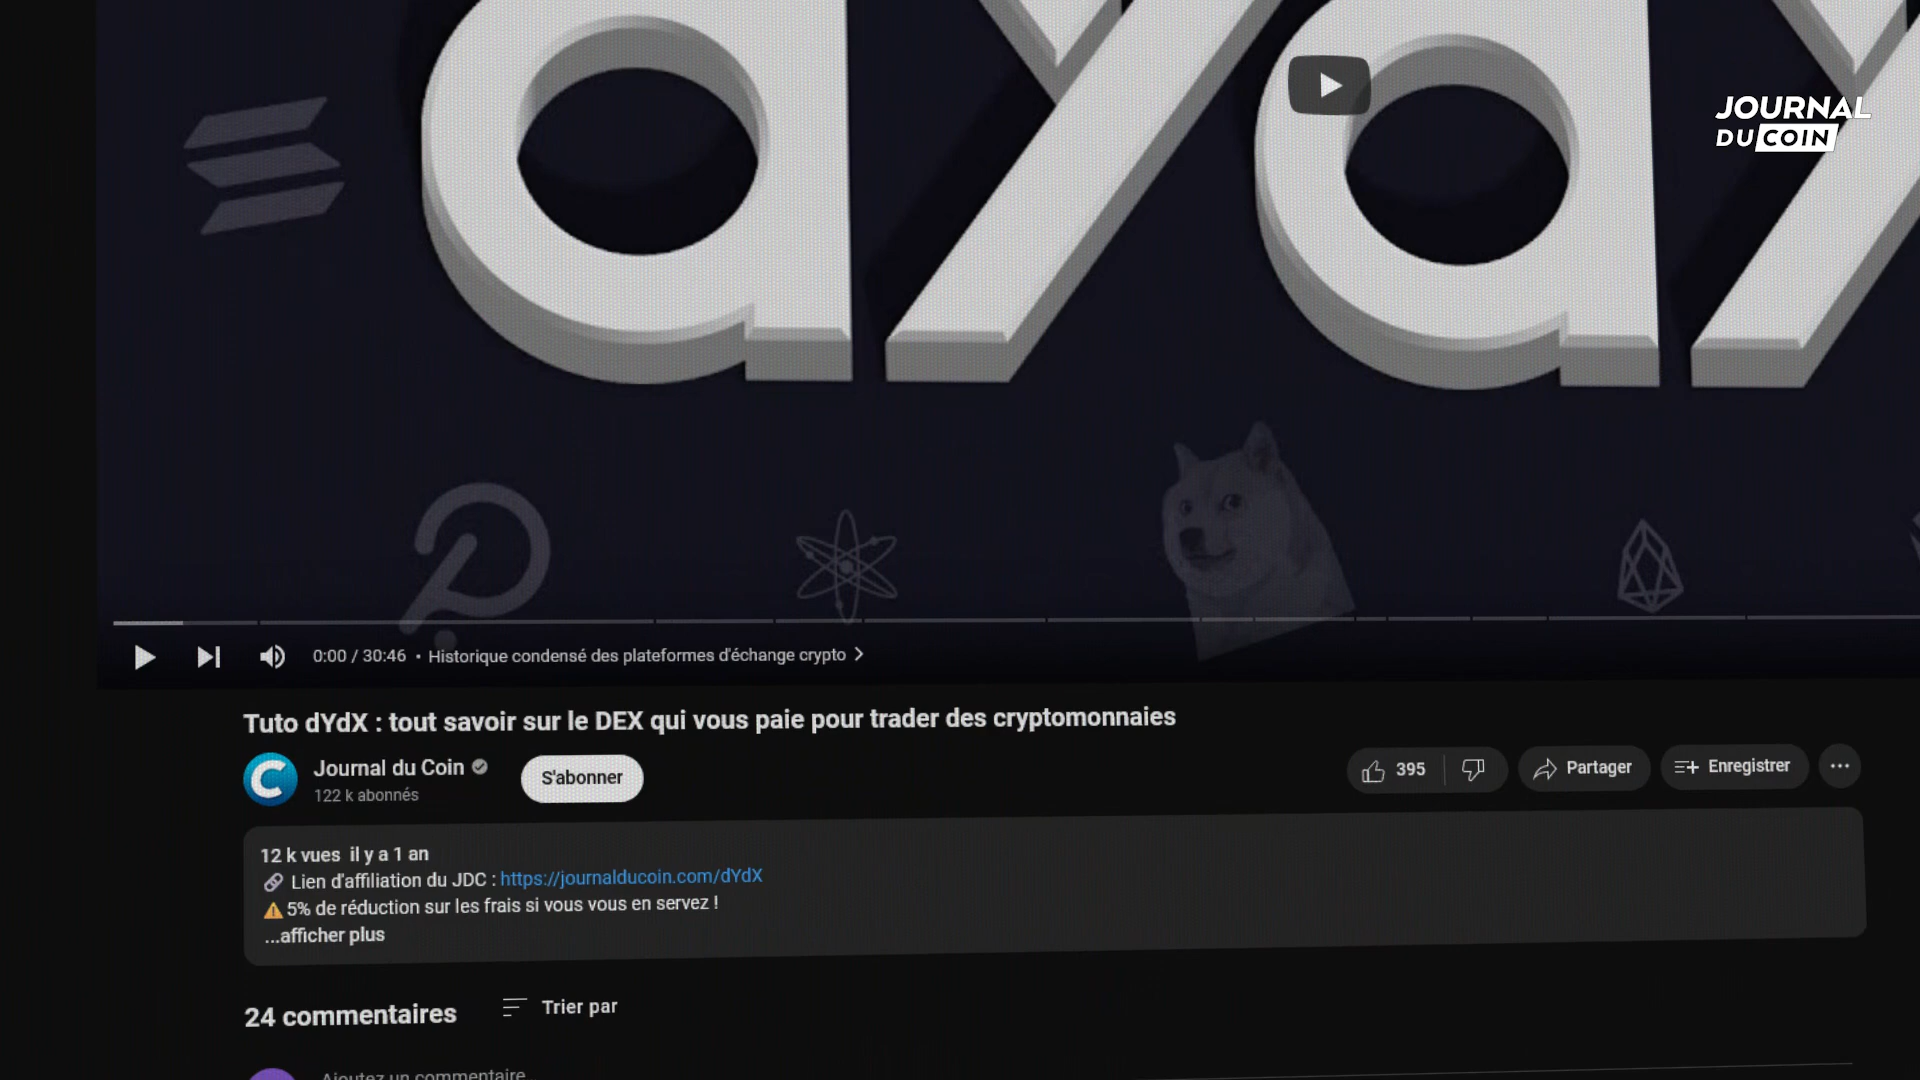 dYdX
JOURNAL
DU COIN
0:00 / 30:46 • Historique condensé des plateformes d'échange crypto
Tuto dYdX : tout savoir sur le DEX qui vous paie pour trader des cryptomonnaies
Journal du Coin
122 k abonnés
S'abonner
395
Partager
Enregistrer
12 k vues il y a 1 an
Lien d'affiliation du JDC : https://journalducoin.com/dYdX
5% de réduction sur les frais si vous vous en servez !
...afficher plus
24 commentaires
Trier par
Ajoutez un commentaire...